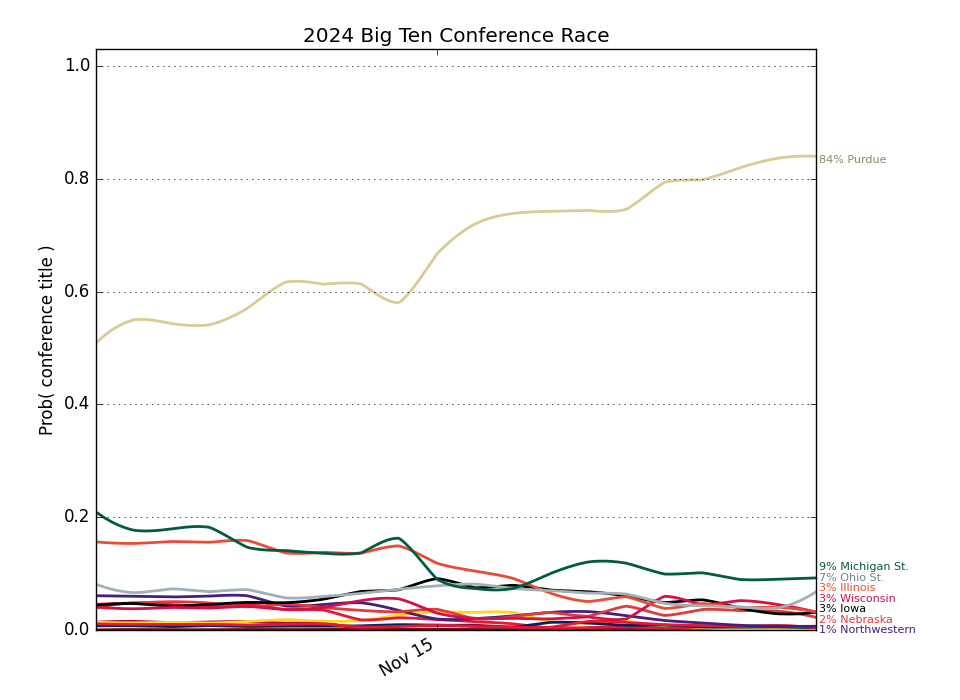 2024 Big Ten Conference Race
1.0
0.8
0.6
0.4
0.2
0.0
Prob( conference title )
Nov 15
84% Purdue
9% Michigan St.
7% Ohio St.
3% Illinois
3% Wisconsin
3% Iowa
2% Nebraska
1% Northwestern